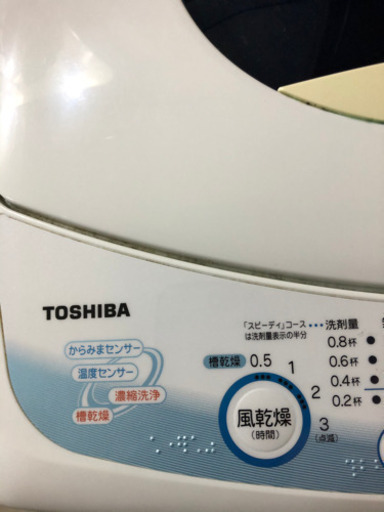 TOSHIBA
からみまセンサー
温度センサー
濃縮洗浄
槽乾燥
「スピーディ」コース
は洗剤量表示の半分
洗剤量
0.8杯
0.6杯
0.4杯
0.2杯
槽乾燥 0.5 1 2 3
(点滅)
風乾燥
(時間)